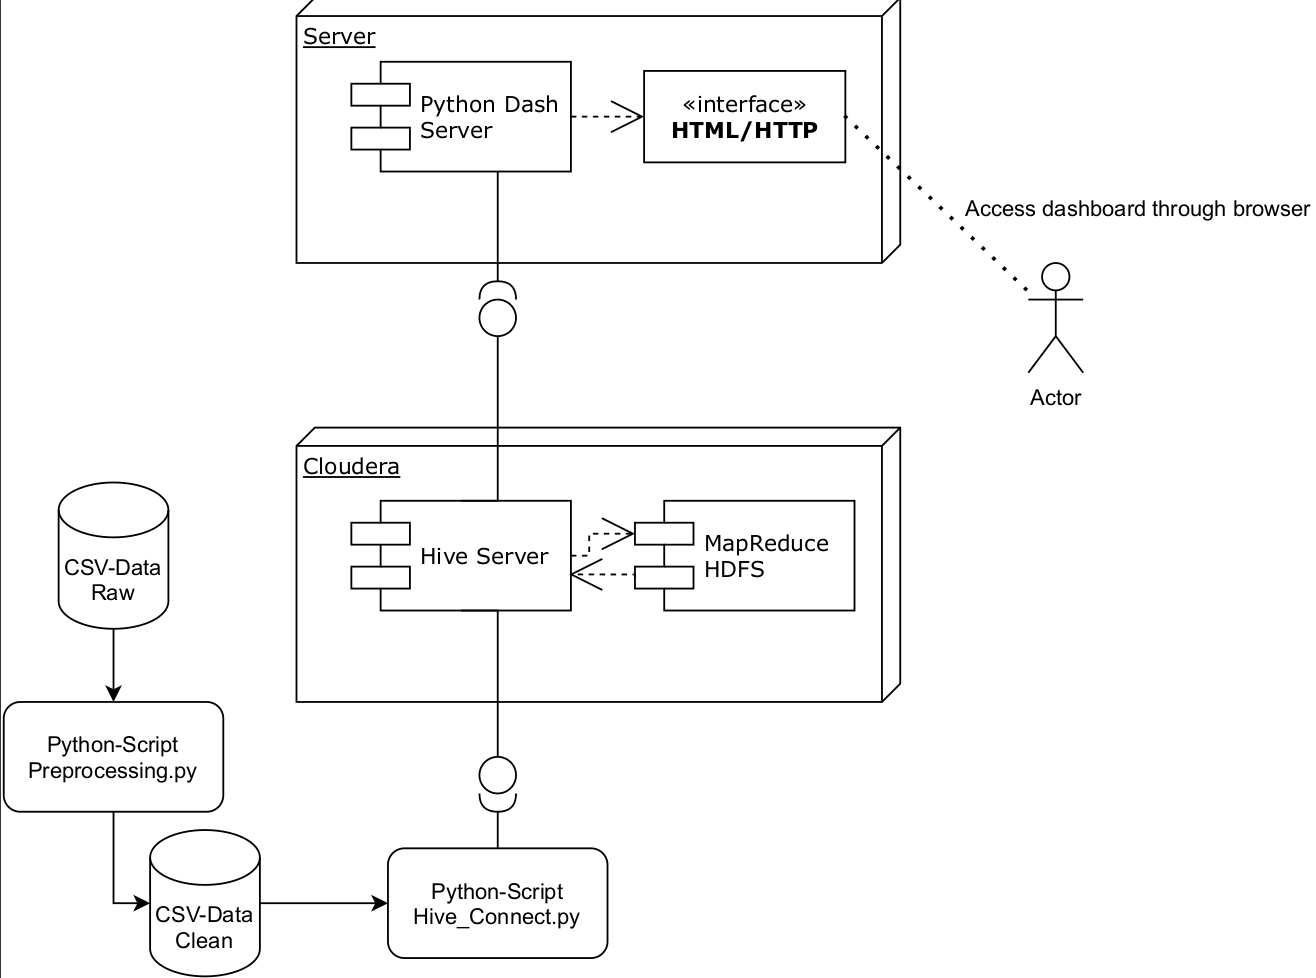 Server
Python Dash
Server
«interface»
HTML/HTTP
Access dashboard through browser
Actor
Cloudera
Hive Server
MapReduce
HDFS
CSV-Data
Raw
Python-Script
Preprocessing.py
CSV-Data
Clean
Python-Script
Hive_Connect.py